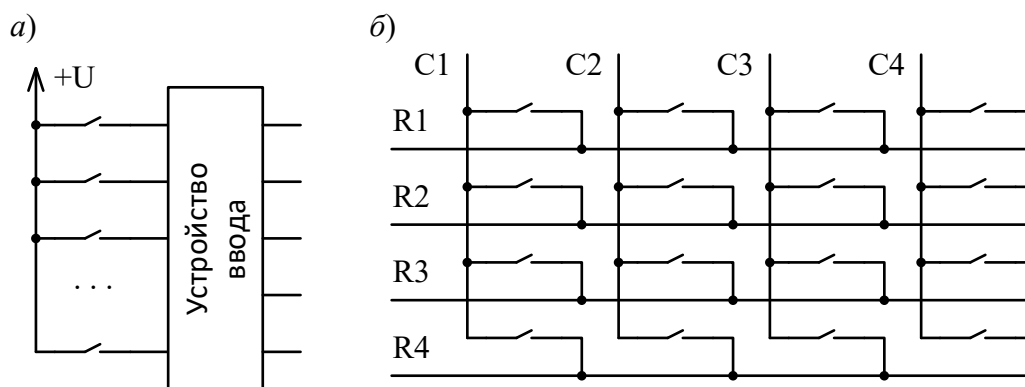 а)
+U
. . .
Устройство
ввода
б)
C1
C2
C3
C4
R1
R2
R3
R4